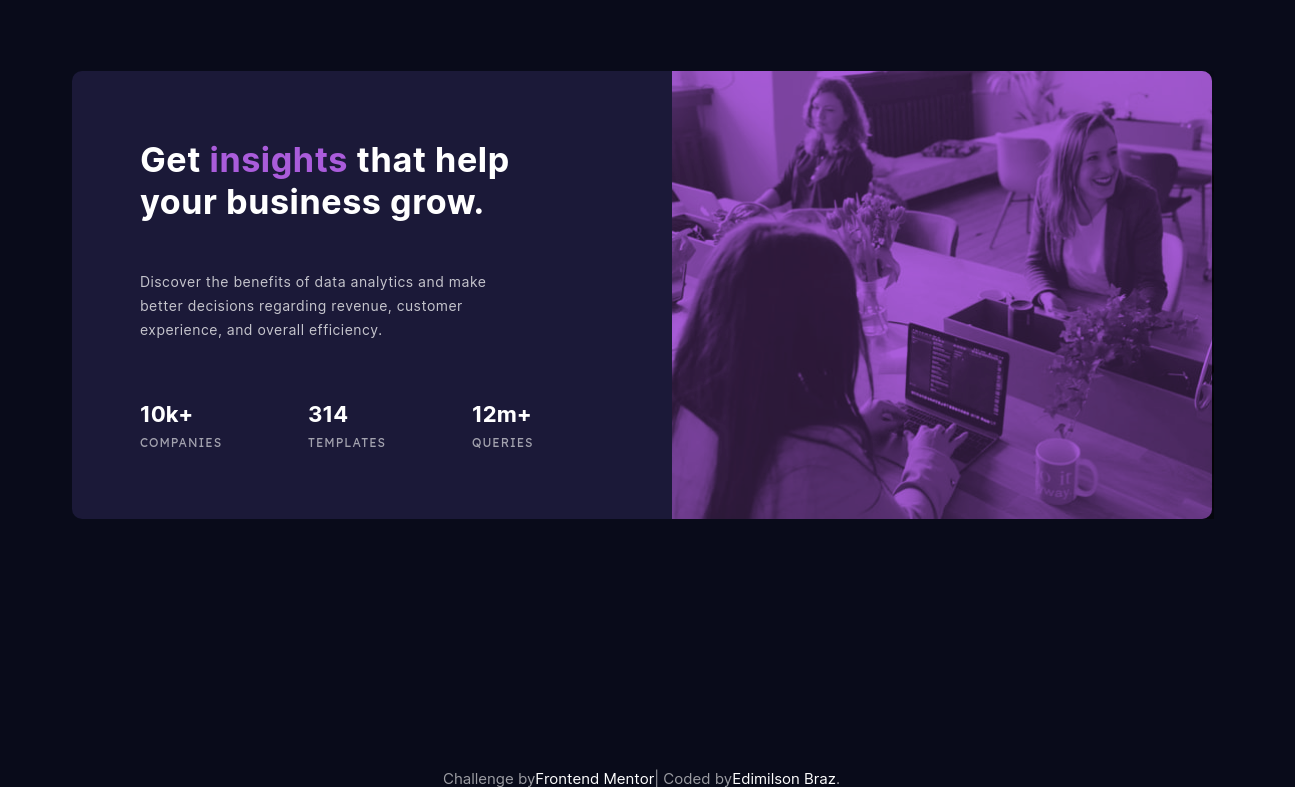 Get insights that help
your business grow.
Discover the benefits of data analytics and make
better decisions regarding revenue, customer
experience, and overall efficiency.
10k+ 314 12m+
COMPANIES TEMPLATES QUERIES
Challenge byFrontend Mentor| Coded byEdimilson Braz.